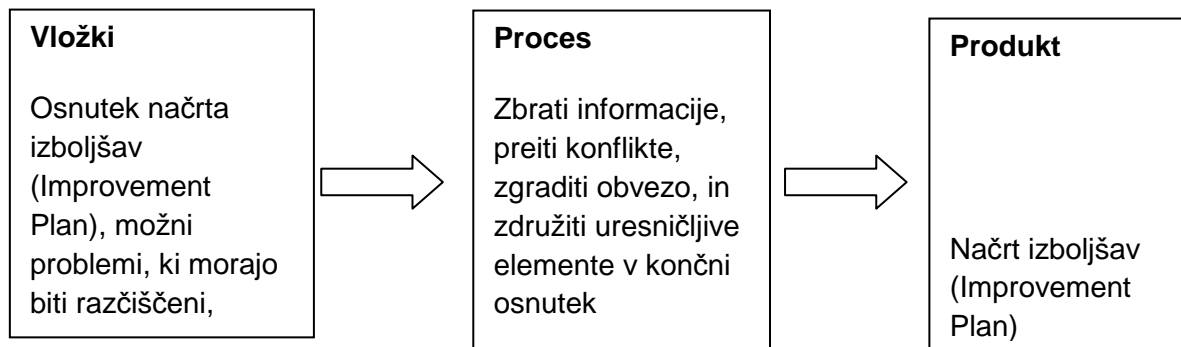 Vložki
Osnutek načrta
izboljšav
(Improvement
Plan), možni
problemi, ki morajo
biti razčiščeni,
Proces
Zbrati informacije,
preiti konflikte,
zgraditi obvezo, in
združiti uresničljive
elemente v končni
osnutek
Produkt
Načrt izboljšav
(Improvement
Plan)